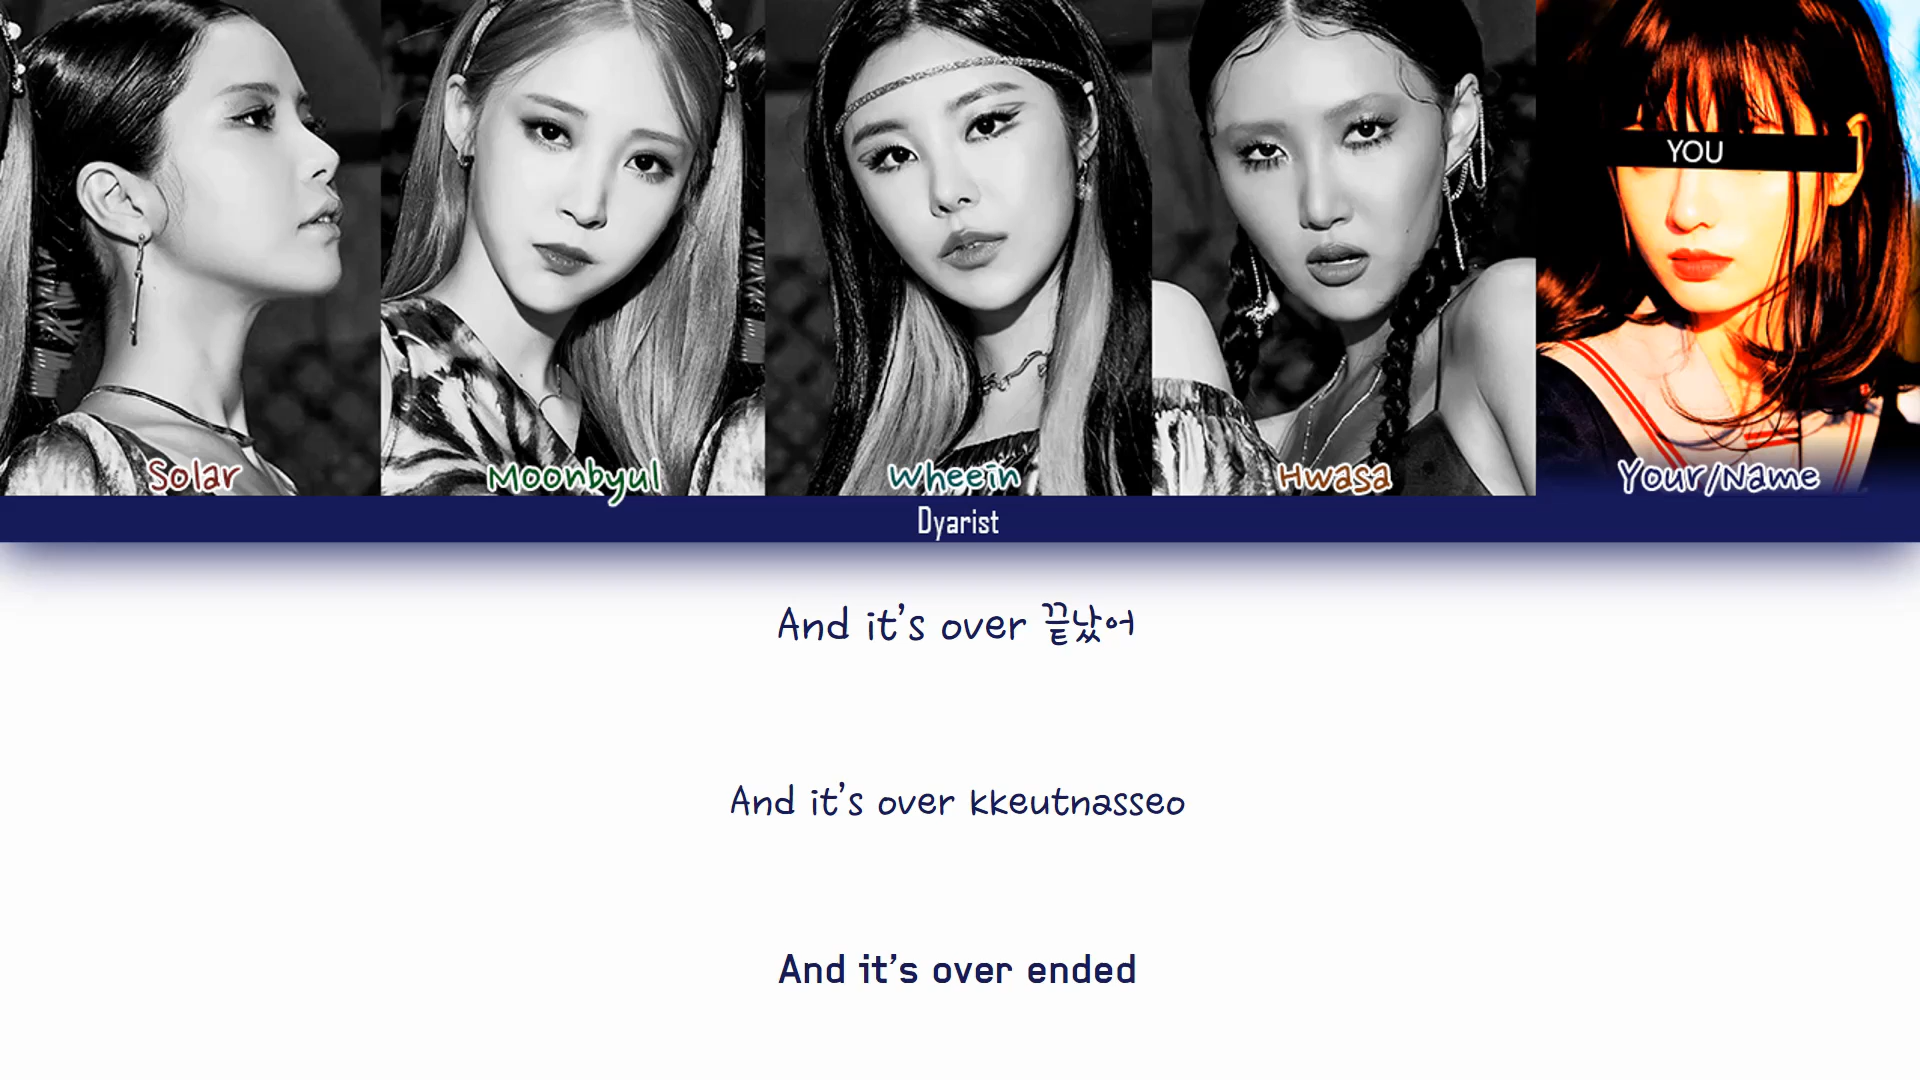 YOU
Solar Moonbyul Wheein Hwasa Your/Name
Dyarist
And it's over 끝났어
And it's over kkeutnasseo
And it's over ended